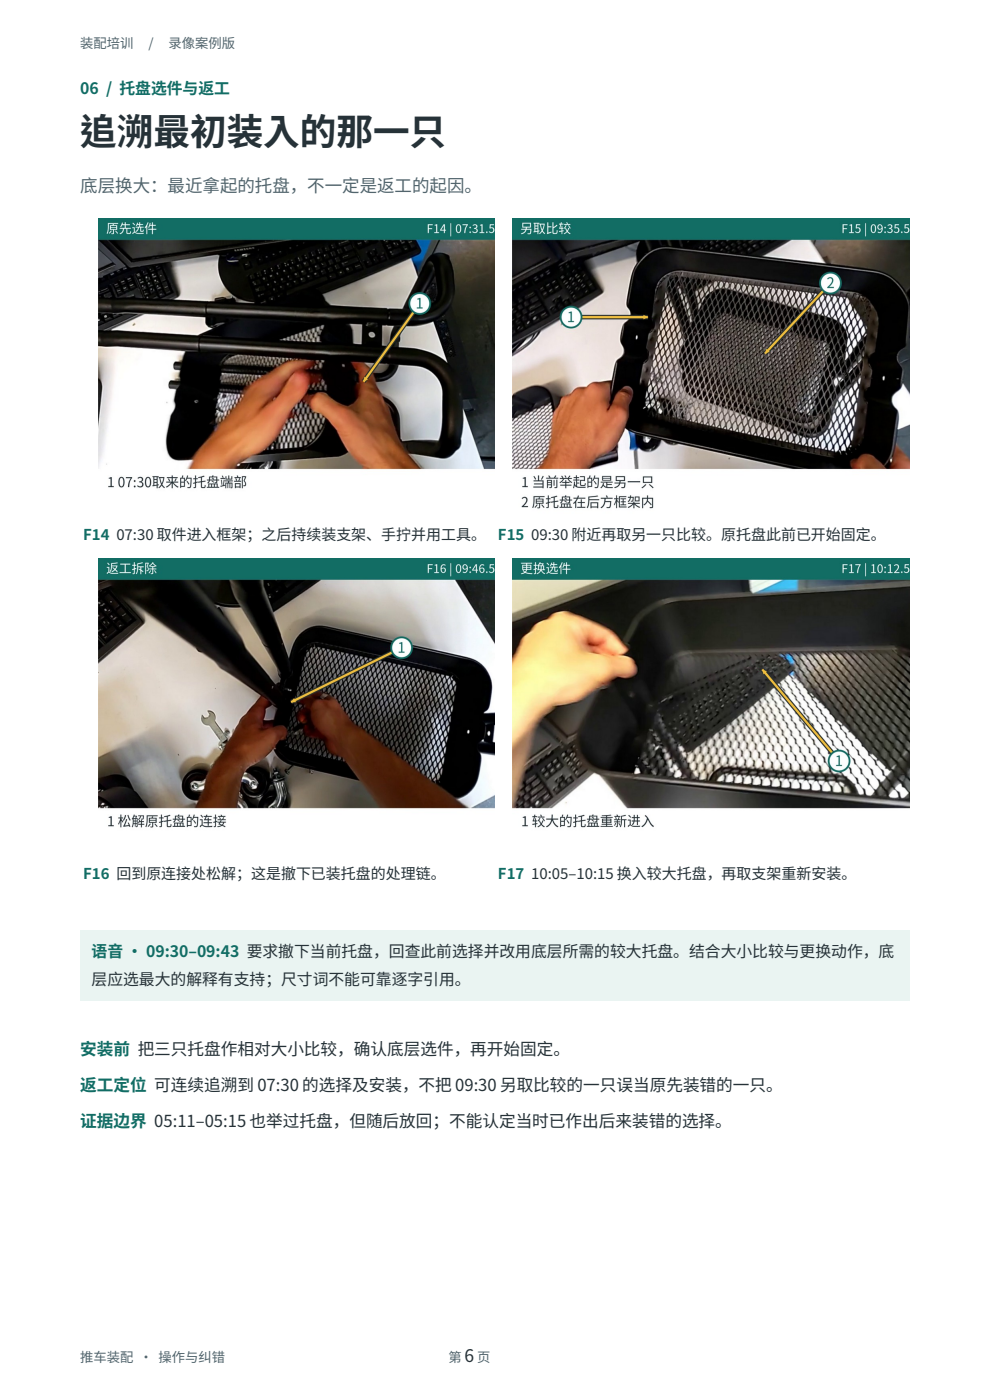 装配培训 / 录像案例版
06 / 托盘选件与返工
追溯最初装入的那一只
底层换大：最近拿起的托盘，不一定是返工的起因。
原先选件 F14 | 07:31.5
1
1 07:30取来的托盘端部
F14 07:30 取件进入框架；之后持续装支架、手拧并用工具。
另取比较 F15 | 09:35.5
2
1
1 当前举起的是另一只
2 原托盘在后方框架内
F15 09:30 附近再取另一只比较。原托盘此前已开始固定。
返工拆除 F16 | 09:46.5
1
1 松解原托盘的连接
F16 回到原连接处松解；这是撤下已装托盘的处理链。
更换选件 F17 | 10:12.5
1
1 较大的托盘重新进入
F17 10:05–10:15 换入较大托盘，再取支架重新安装。
语音 · 09:30–09:43 要求撤下当前托盘，回查此前选择并改用底层所需的较大托盘。结合大小比较与更换动作，底
层应选最大的解释有支持；尺寸词不能可靠逐字引用。
安装前 把三只托盘作相对大小比较，确认底层选件，再开始固定。
返工定位 可连续追溯到 07:30 的选择及安装，不把 09:30 另取比较的一只误当原先装错的一只。
证据边界 05:11–05:15 也举过托盘，但随后放回；不能认定当时已作出后来装错的选择。
推车装配 · 操作与纠错 第 6 页